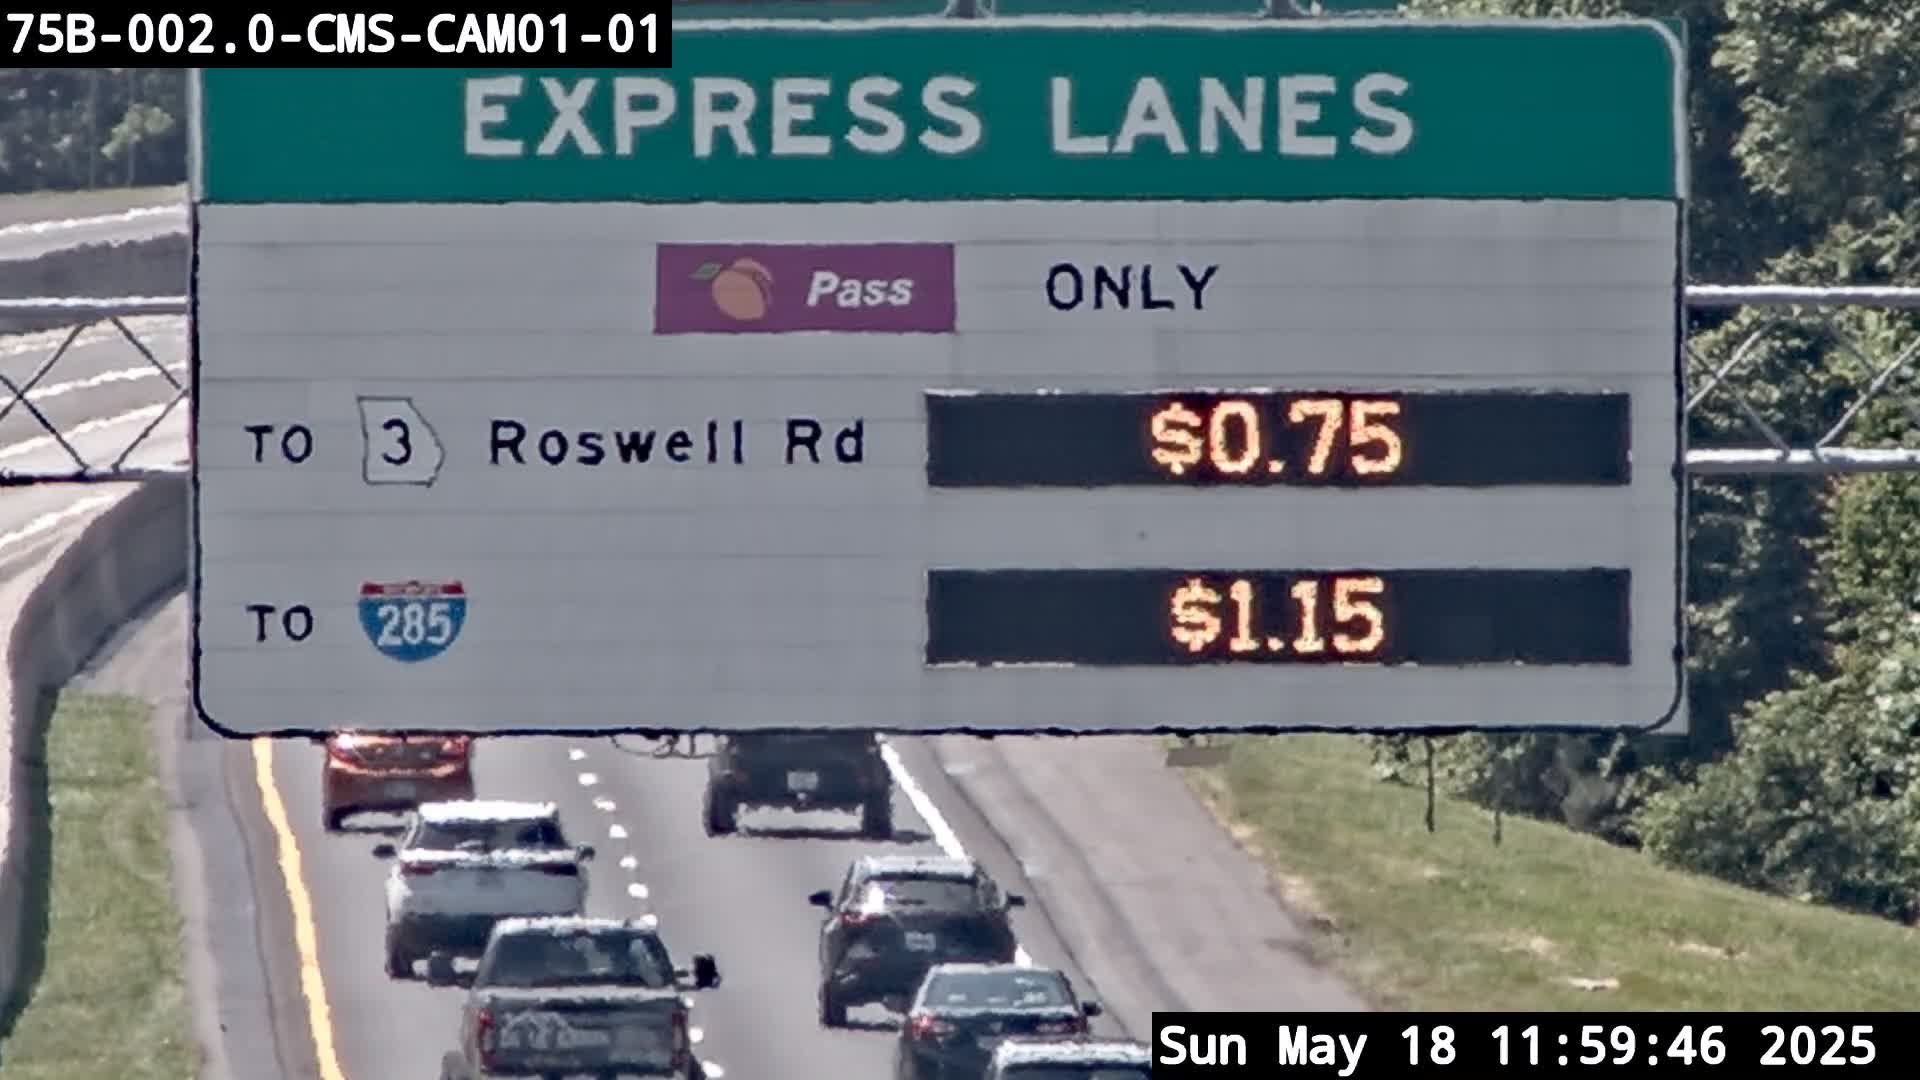 75B-002.0-CMS-CAM01-01
EXPRESS LANES
Pass ONLY
TO 3 Roswell Rd $0.75
TO 285 $1.15
Sun May 18 11:59:46 2025